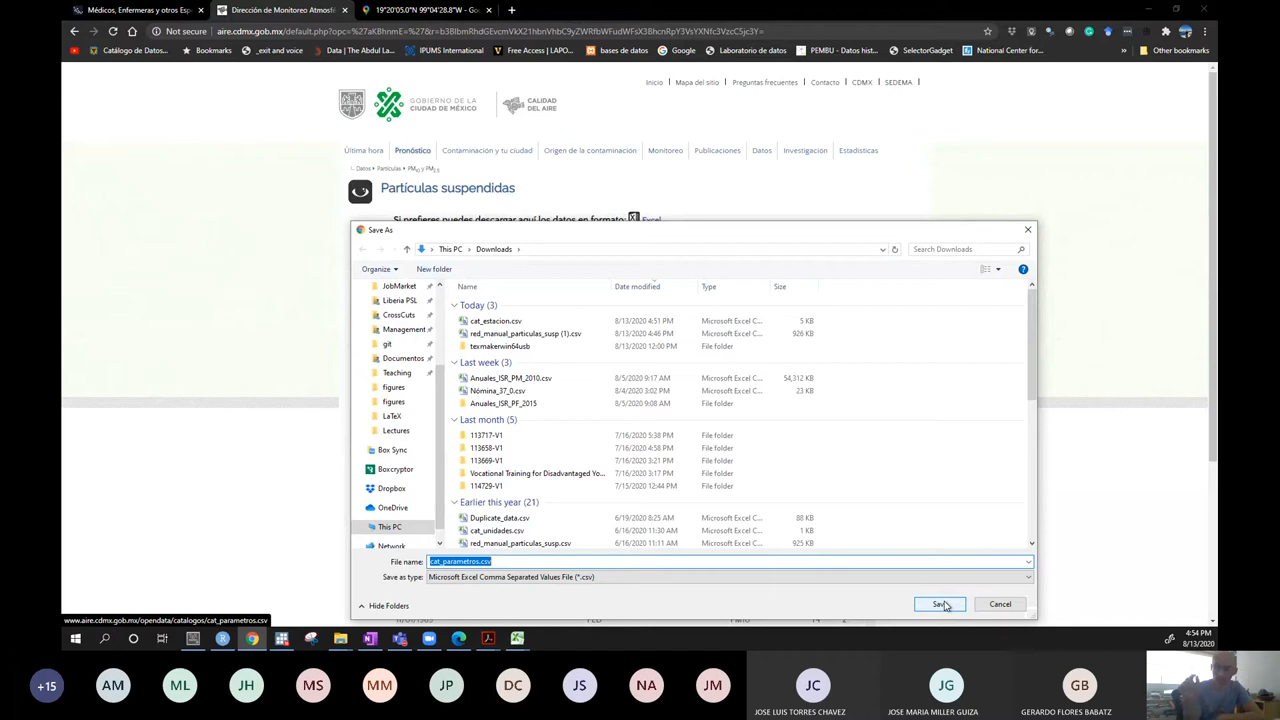 Médicos, Enfermeras y otros Esp
Dirección de Monitoreo Atmosfé
19°20'05.0"N 99°04'28.8"W - Go
Not secure
Catálogo de Datos...
Bookmarks
_exit and voice
Data | The Abdul La...
IPUMS International
Free Access | LAPO...
bases de datos
Google
Laboratorio de datos
PEMBU - Datos hist...
SelectorGadget
National Center for...
Other bookmarks
Inicio | Mapa del sitio | Preguntas frecuentes | Contacto | CDMX | SEDEMA |
GOBIERNO DE LA
CIUDAD DE MÉXICO
CALIDAD
DEL AIRE
Última hora Pronóstico Contaminación y tu ciudad Origen de la contaminación Monitoreo Publicaciones Datos Investigación Estadísticas
Datos Partículas PM10 y PM2.5
Partículas suspendidas
Si prefieres puedes descargar aquí los datos en formato: Excel
Save As
This PC Downloads
Search Downloads
Organize New folder
Name Date modified Type Size
JobMarket
Liberia PSL
CrossCuts
Management
git
Documentos
Teaching
figures
figures
LaTeX
Lectures
Box Sync
Boxcryptor
Dropbox
OneDrive
This PC
Network
Today (3)
cat_estacion.csv 8/13/2020 4:51 PM Microsoft Excel C... 5 KB
red_manual_particulas_susp (1).csv 8/13/2020 4:46 PM Microsoft Excel C... 926 KB
texmakerwin64usb 8/13/2020 12:00 PM File folder
Last week (3)
Anuales_ISR_PM_2010.csv 8/5/2020 9:17 AM Microsoft Excel C... 54,312 KB
Nómina_37_0.csv 8/4/2020 3:02 PM Microsoft Excel C... 23 KB
Anuales_ISR_PF_2015 8/5/2020 9:08 AM File folder
Last month (5)
113717-V1 7/16/2020 5:38 PM File folder
113658-V1 7/16/2020 4:58 PM File folder
113669-V1 7/16/2020 3:21 PM File folder
Vocational Training for Disadvantaged Yo... 7/16/2020 3:17 PM File folder
114729-V1 7/15/2020 12:44 PM File folder
Earlier this year (21)
Duplicate_data.csv 6/19/2020 8:25 AM Microsoft Excel C... 88 KB
cat_unidades.csv 6/16/2020 11:30 AM Microsoft Excel C... 1 KB
red_manual_particulas_susp.csv 6/16/2020 11:11 AM Microsoft Excel C... 925 KB
File name: cat_parametros.csv
Save as type: Microsoft Excel Comma Separated Values File (*.csv)
Hide Folders
Save Cancel
www.aire.cdmx.gob.mx/opendata/catalogos/cat_parametros.csv
4:54 PM
8/13/2020
+15 AM ML JH MS MM JP DC JS NA JM JC JG GB
JOSE LUIS TORRES CHAVEZ
JOSE MARIA MILLER GUIZA
GERARDO FLORES BABATZ